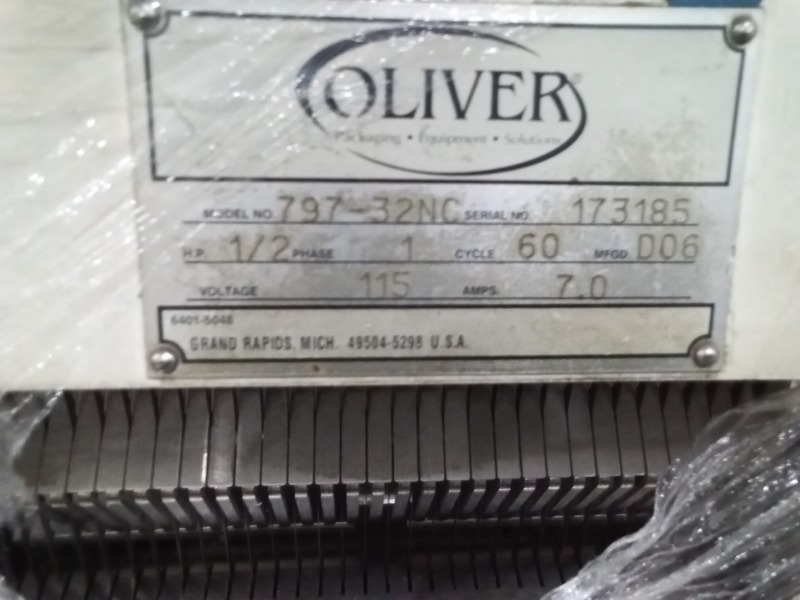 OLIVER®
Packaging • Equipment • Solutions
MODEL NO. 797-32NC SERIAL NO. 173185
H.P. 1/2 PHASE 1 CYCLE 60 MFGD. D06
VOLTAGE 115 AMPS. 7.0
6401-5048
GRAND RAPIDS, MICH. 49504-5298 U.S.A.